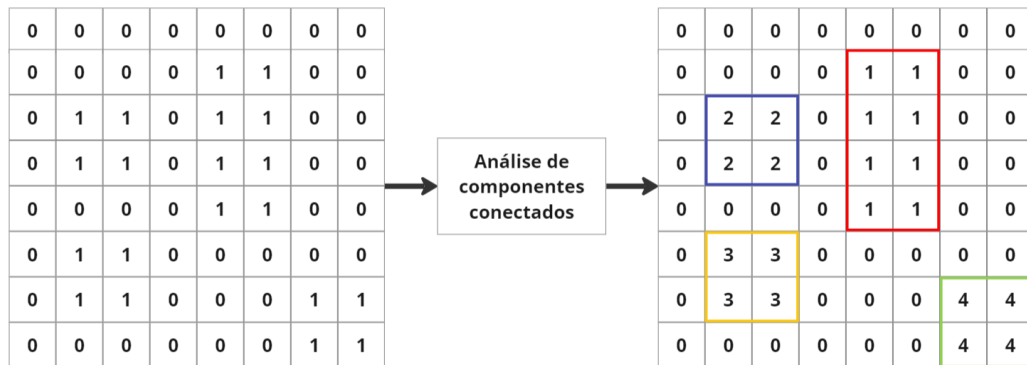 0 0 0 0 0 0 0 0
0 0 0 0 1 1 0 0
0 1 1 0 1 1 0 0
0 1 1 0 1 1 0 0
0 0 0 0 1 1 0 0
0 1 1 0 0 0 0 0
0 1 1 0 0 0 1 1
0 0 0 0 0 0 1 1
Análise de
componentes
conectados
0 0 0 0 0 0 0 0
0 0 0 0 1 1 0 0
0 2 2 0 1 1 0 0
0 2 2 0 1 1 0 0
0 0 0 0 1 1 0 0
0 3 3 0 0 0 0 0
0 3 3 0 0 0 4 4
0 0 0 0 0 0 4 4